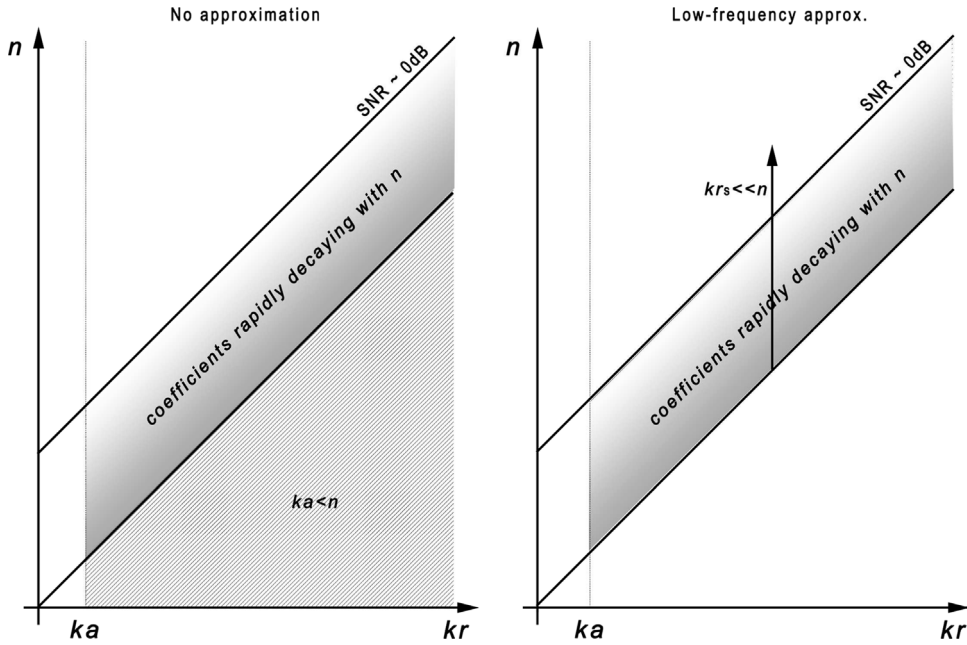 No approximation
n
SNR ~ 0dB
coefficients rapidly decaying with n
ka<n
ka
kr
Low-frequency approx.
n
SNR ~ 0dB
krs<<n
coefficients rapidly decaying with n
ka
kr